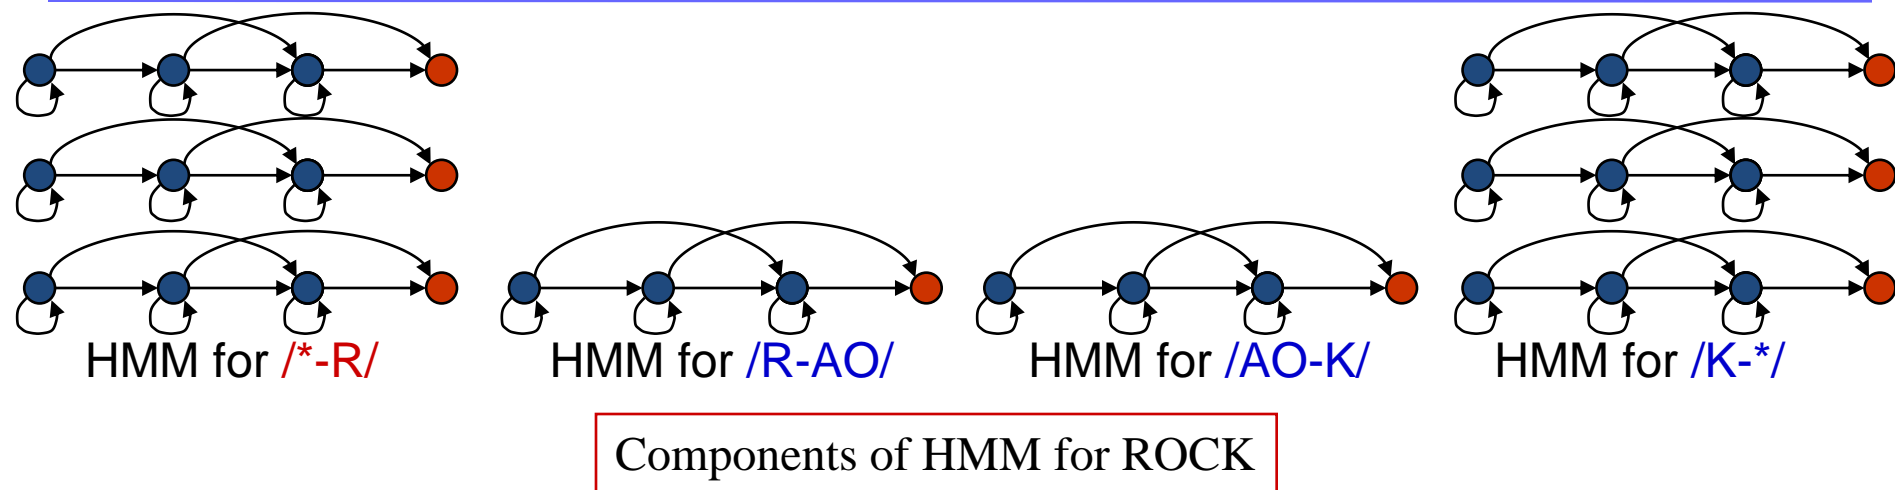 HMM for /*-R/
HMM for /R-AO/
HMM for /AO-K/
HMM for /K-*/
Components of HMM for ROCK